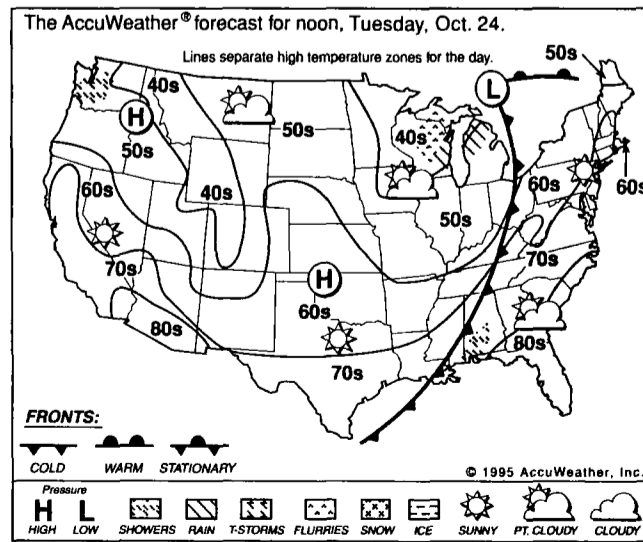 The AccuWeather® forecast for noon, Tuesday, Oct. 24.
Lines separate high temperature zones for the day.
50s
40s
L
H
50s
40s
50s
60s
40s
60s
60s
50s
70s
H
70s
60s
80s
80s
70s
FRONTS:
COLD WARM STATIONARY
© 1995 AccuWeather, Inc.
Pressure
H L
HIGH LOW SHOWERS RAIN T-STORMS FLURRIES SNOW ICE SUNNY PT. CLOUDY CLOUDY